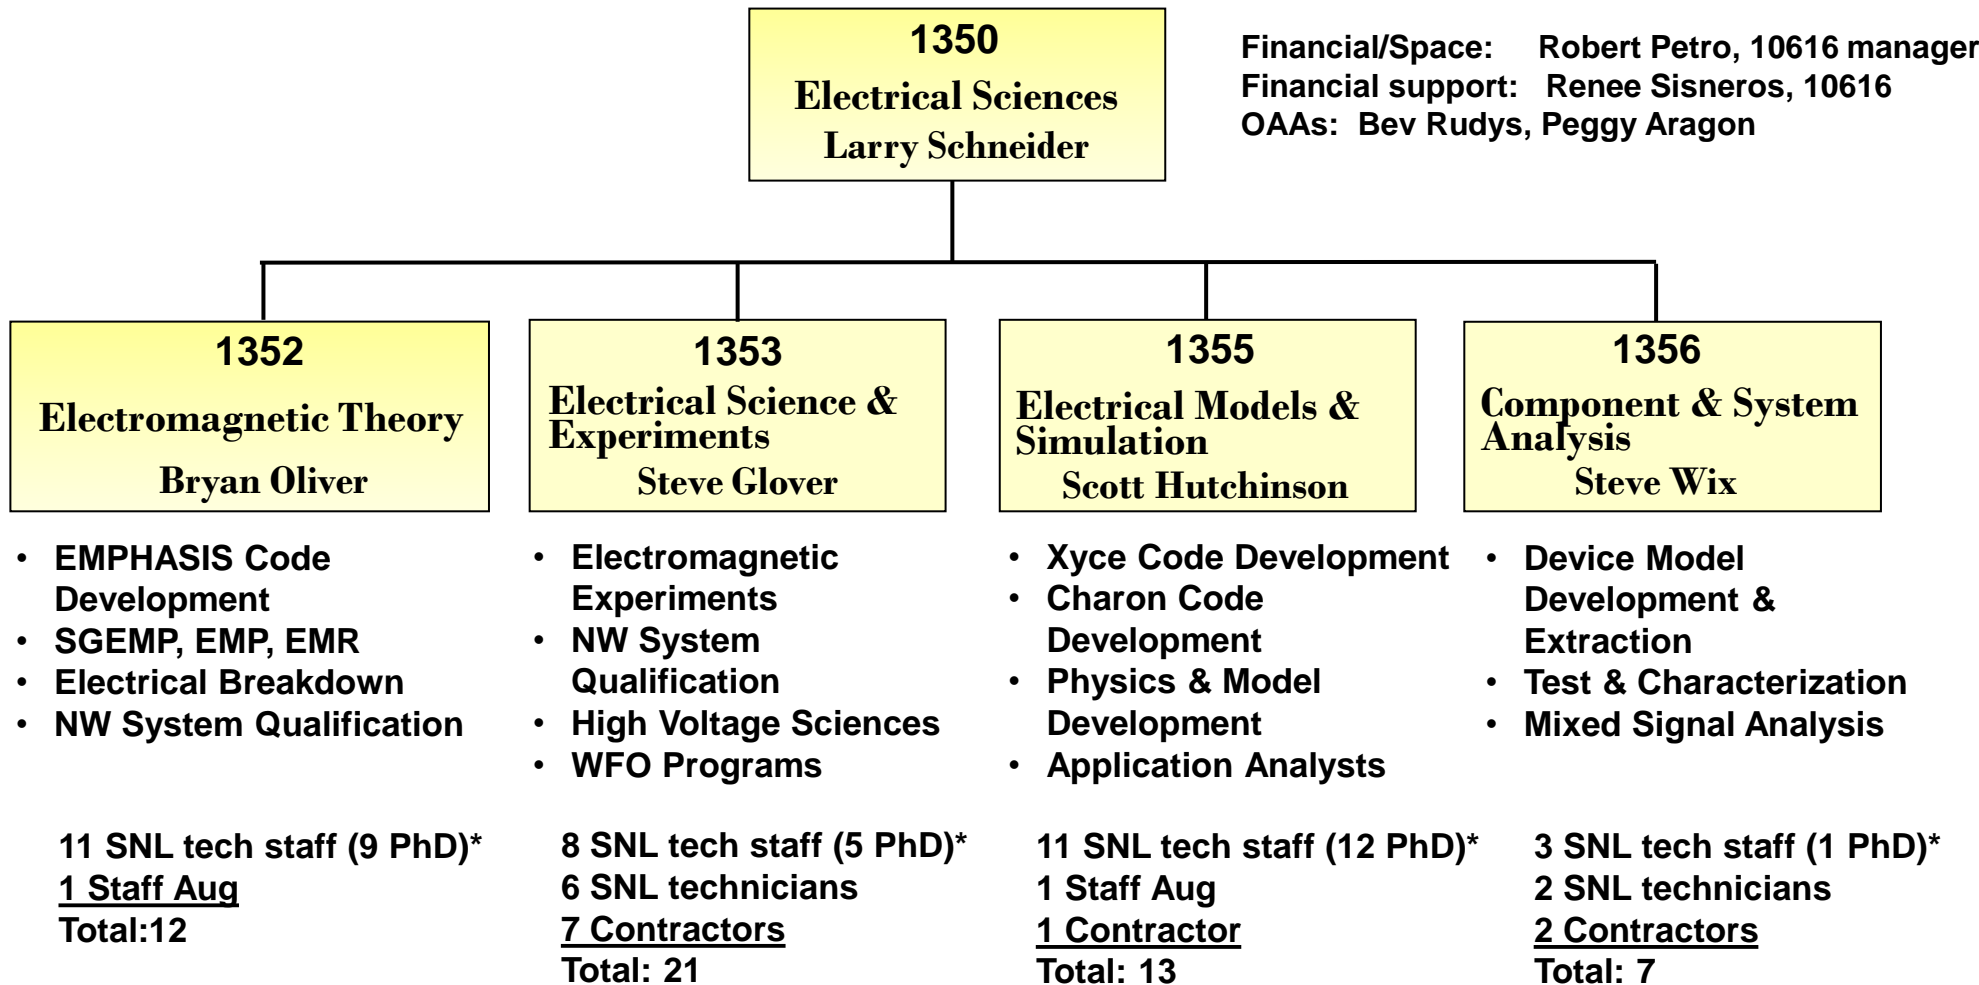 1350
Electrical Sciences
Larry Schneider
Financial/Space: Robert Petro, 10616 manager
Financial support: Renee Sisneros, 10616
OAAs: Bev Rudys, Peggy Aragon
1352
Electromagnetic Theory
Bryan Oliver
• EMPHASIS Code
Development
• SGEMP, EMP, EMR
• Electrical Breakdown
• NW System Qualification
11 SNL tech staff (9 PhD)*
1 Staff Aug
Total:12
1353
Electrical Science &
Experiments
Steve Glover
• Electromagnetic
Experiments
• NW System
Qualification
• High Voltage Sciences
• WFO Programs
8 SNL tech staff (5 PhD)*
6 SNL technicians
7 Contractors
Total: 21
1355
Electrical Models &
Simulation
Scott Hutchinson
• Xyce Code Development
• Charon Code
Development
• Physics & Model
Development
• Application Analysts
11 SNL tech staff (12 PhD)*
1 Staff Aug
1 Contractor
Total: 13
1356
Component & System
Analysis
Steve Wix
• Device Model
Development &
Extraction
• Test & Characterization
• Mixed Signal Analysis
3 SNL tech staff (1 PhD)*
2 SNL technicians
2 Contractors
Total: 7